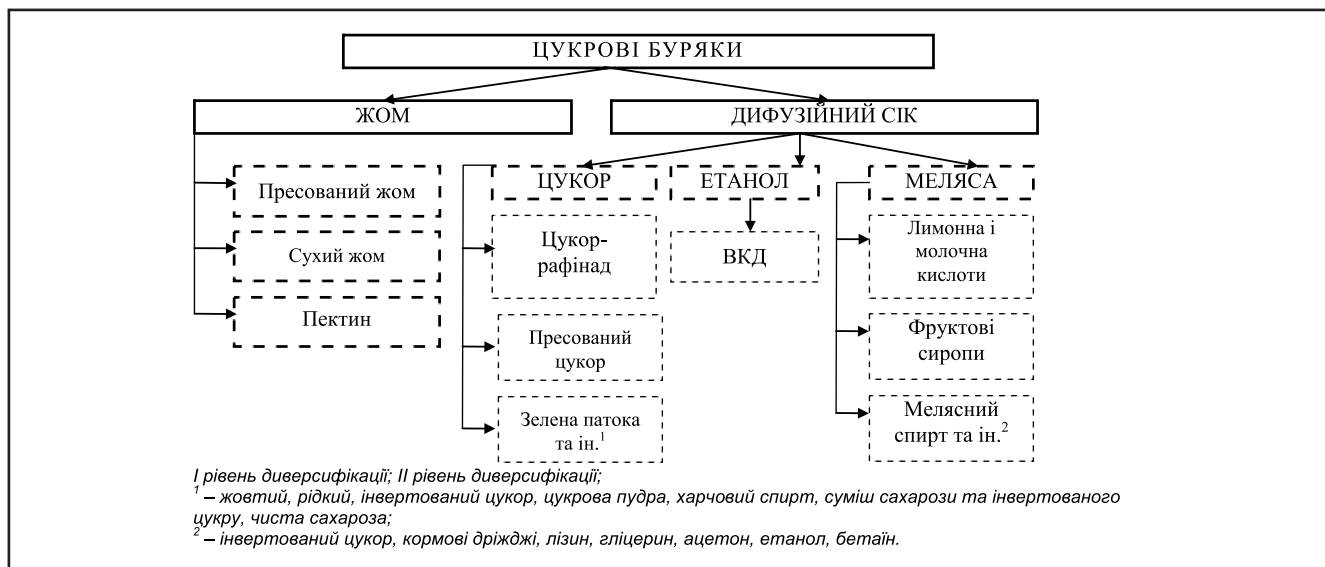 ЦУКРОВІ БУРЯКИ
ЖОМ
ДИФУЗІЙНИЙ СІК
Пресований жом
Сухий жом
Пектин
ЦУКОР
Цукор-
рафінад
Пресований
цукор
Зелена патока
та ін.¹
ЕТАНОЛ
ВКД
МЕЛЯСА
Лимонна і
молочна
кислоти
Фруктові
сиропи
Мелясний
спирт та ін.²
І рівень диверсифікації; ІІ рівень диверсифікації;
¹ – жовтий, рідкий, інвертований цукор, цукрова пудра, харчовий спирт, суміш сахарози та інвертованого
цукру, чиста сахароза;
² – інвертований цукор, кормові дріжджі, лізин, гліцерин, ацетон, етанол, бетаїн.